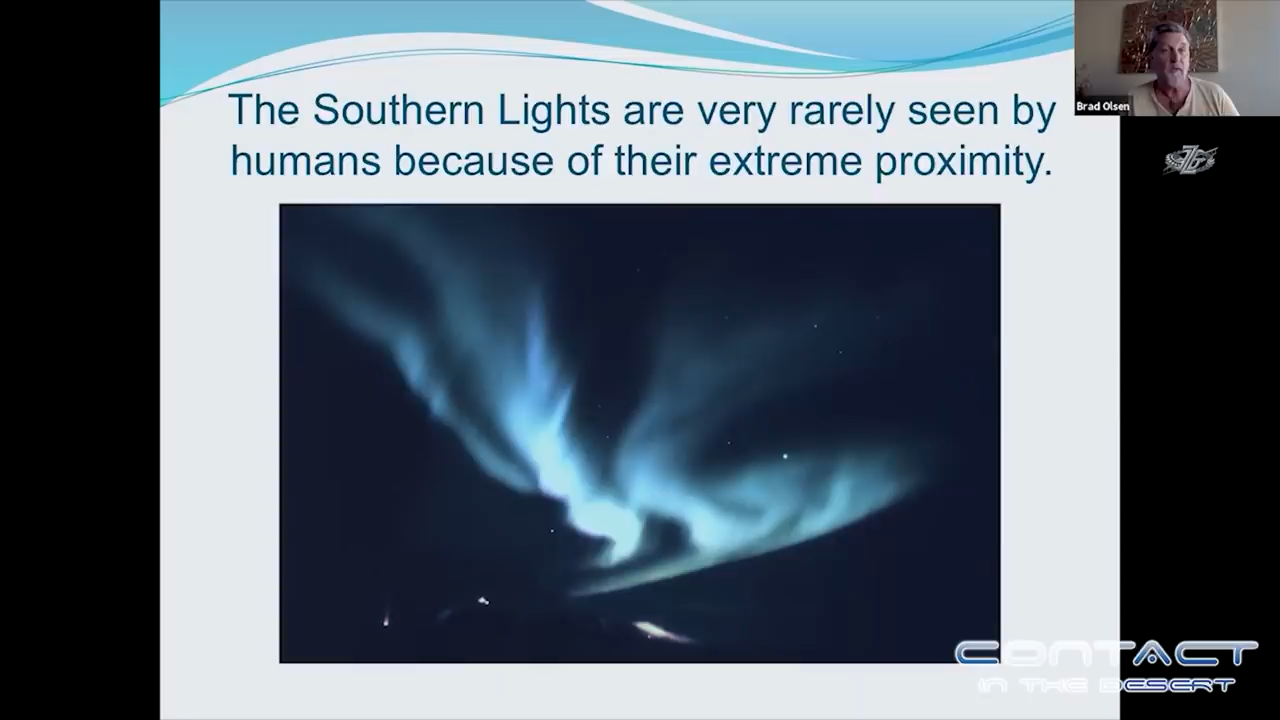 The Southern Lights are very rarely seen by
humans because of their extreme proximity.
Brad Olsen
CONTACT
IN THE DESERT